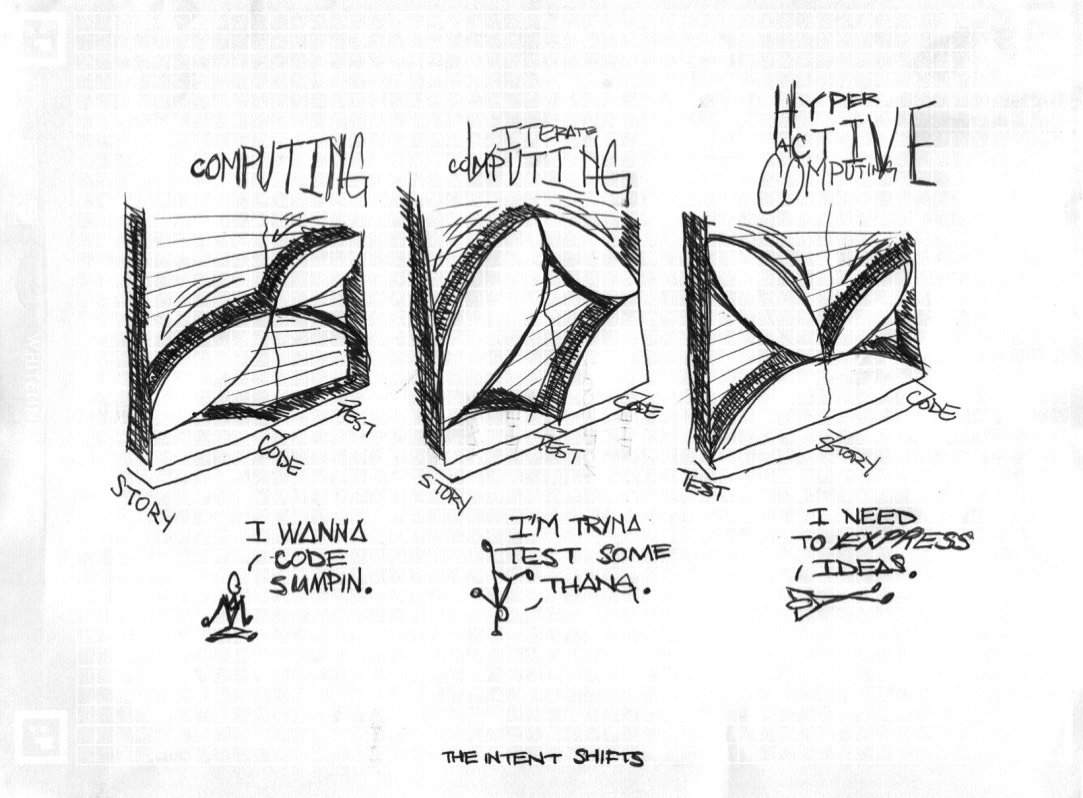 COMPUTING
STORY
CODE
TEST
I WANNA
CODE
SUMPIN.
ITERATE
COMPUTING
STORY
TEST
CODE
I'M TRYNA
TEST SOME
THANG.
HYPER
ACTIVE
COMPUTING
TEST
STORY
CODE
I NEED
TO EXPRESS
IDEAS.
THE INTENT SHIFTS